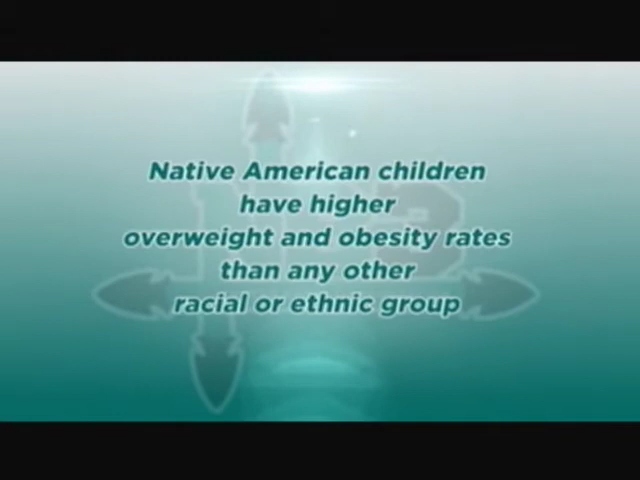 Native American children
have higher
overweight and obesity rates
than any other
racial or ethnic group